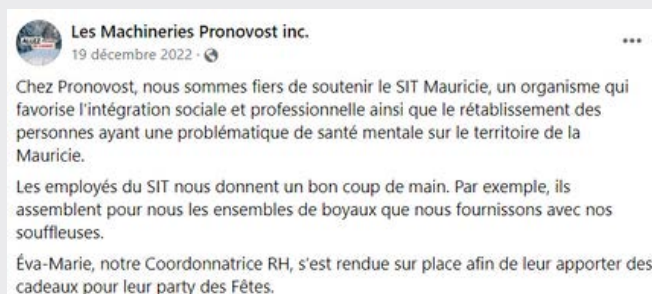 Les Machineries Pronovost inc.
19 décembre 2022 ·
Chez Pronovost, nous sommes fiers de soutenir le SIT Mauricie, un organisme qui
favorise l'intégration sociale et professionnelle ainsi que le rétablissement des
personnes ayant une problématique de santé mentale sur le territoire de la
Mauricie.
Les employés du SIT nous donnent un bon coup de main. Par exemple, ils
assemblent pour nous les ensembles de boyaux que nous fournissons avec nos
souffleuses.
Éva-Marie, notre Coordonnatrice RH, s'est rendue sur place afin de leur apporter des
cadeaux pour leur party des Fêtes.